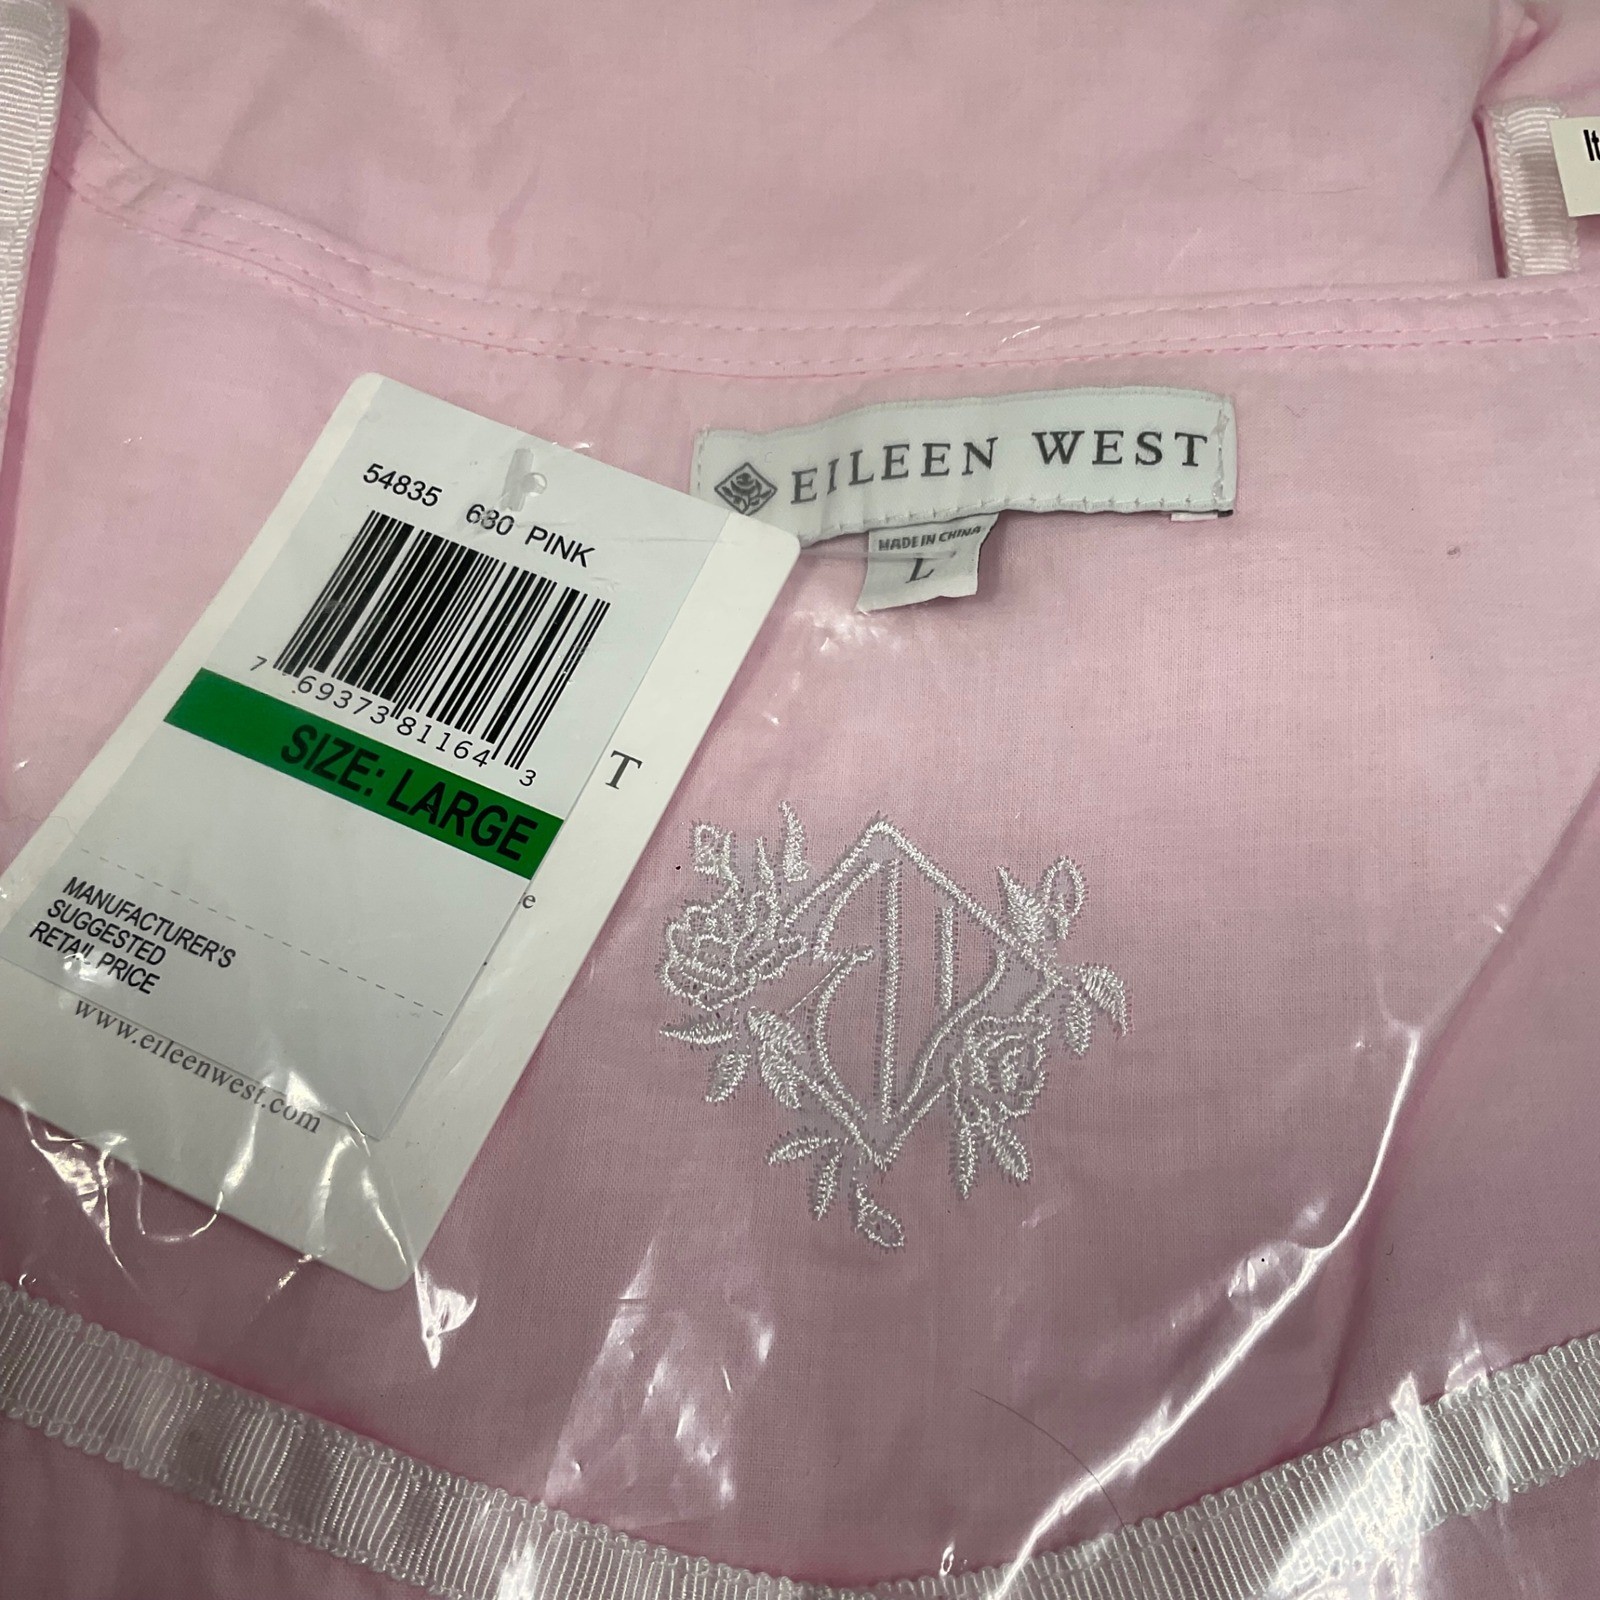 It
EILEEN WEST
MADE IN CHINA
L
54835 680 PINK
7 69373 81164 3
SIZE: LARGE
T
e
MANUFACTURER'S
SUGGESTED
RETAIL PRICE
www.eileenwest.com